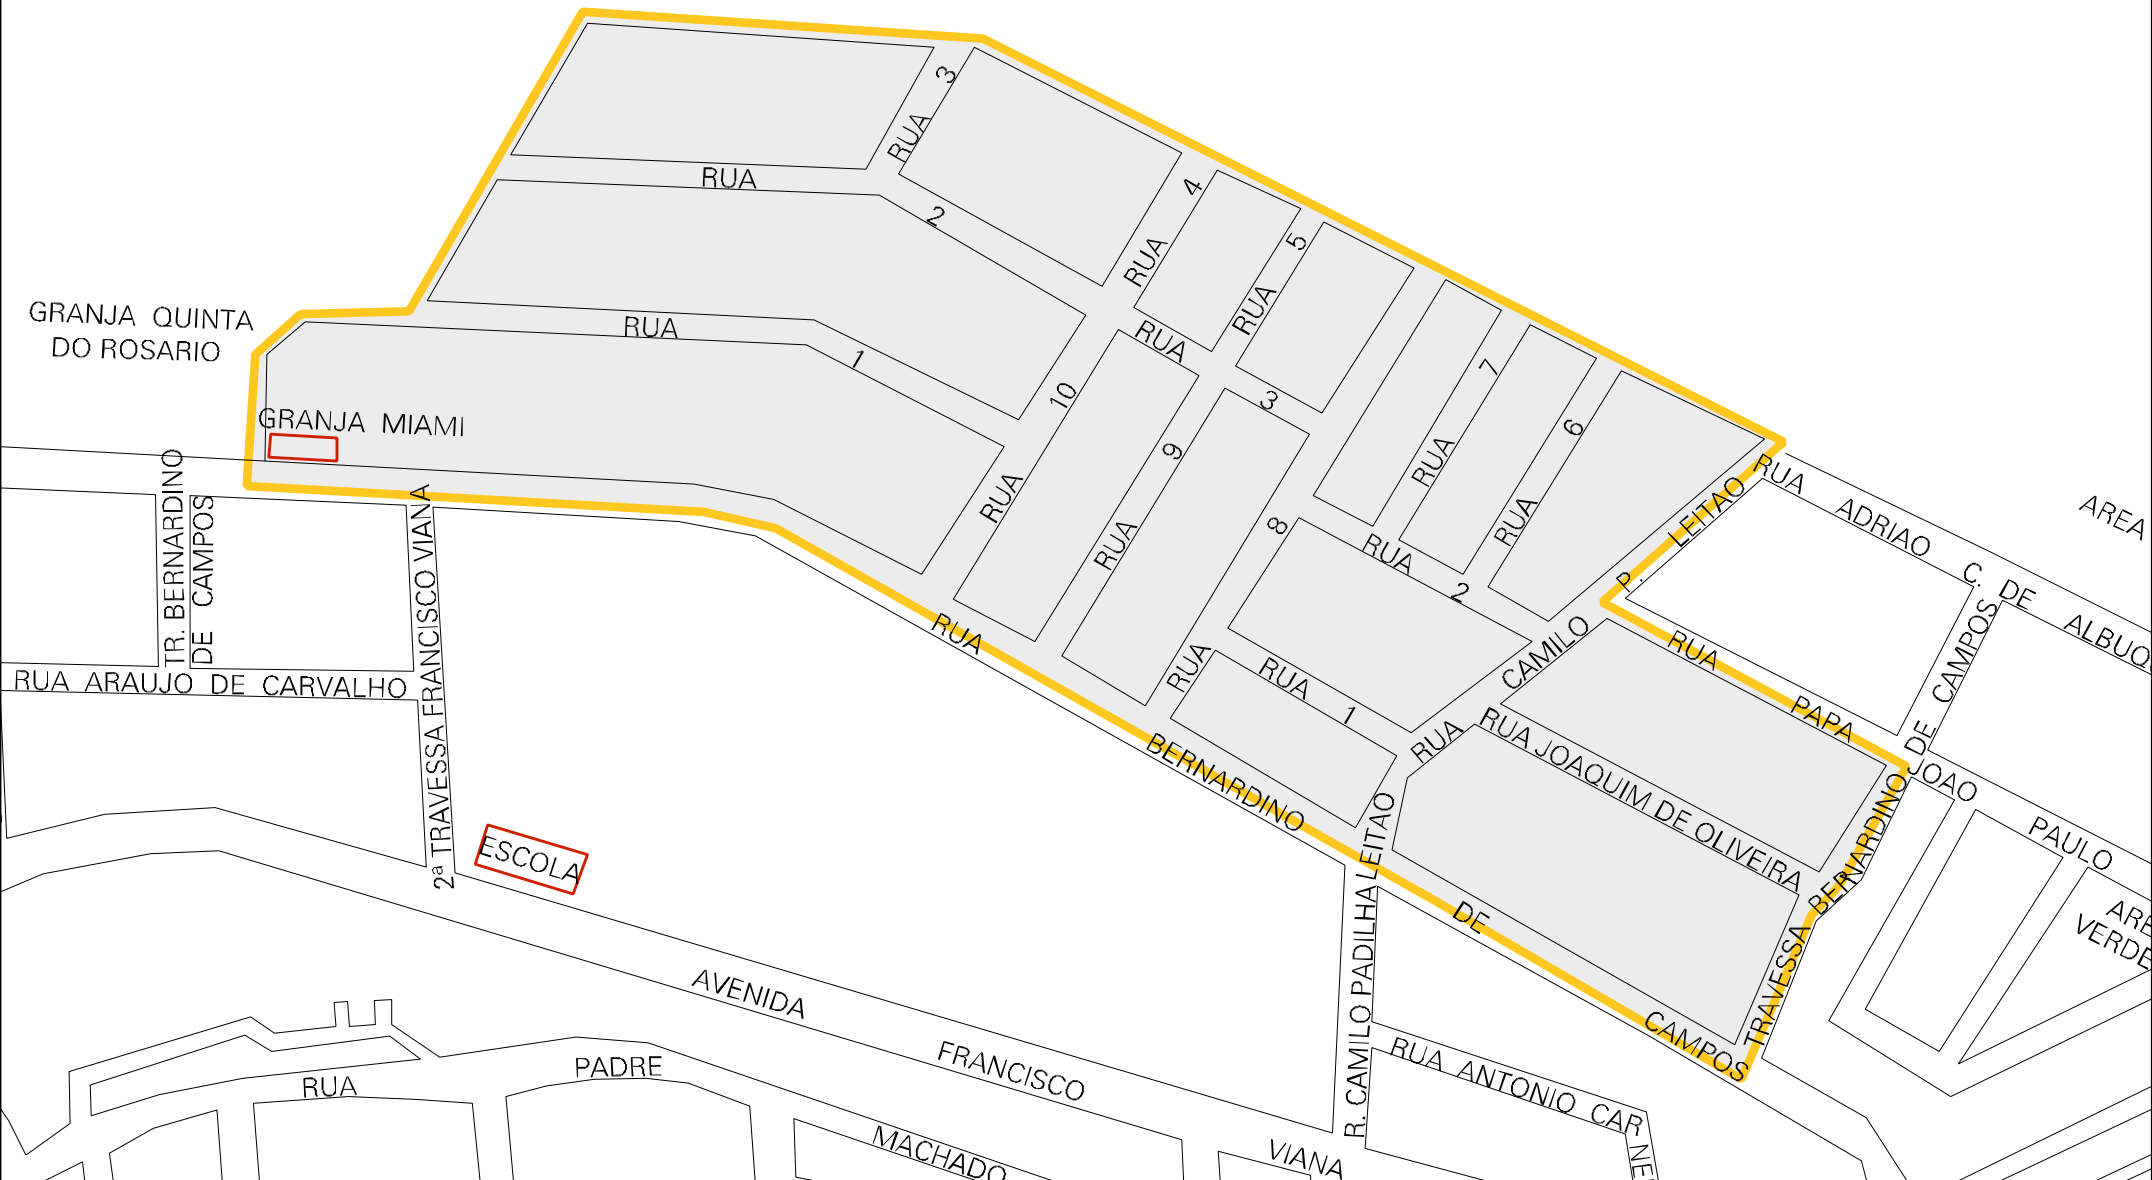 RUA 3
RUA 2
RUA 4
RUA 5
GRANJA QUINTA
DO ROSARIO
RUA 1
RUA 3
RUA 7
RUA 6
RUA 10
RUA 9
GRANJA MIAMI
RUA 8
RUA 2
RUA 1
RUA CAMILO P. LEITAO
RUA ADRIAO C. DE ALBUQ
AREA
TR. BERNARDINO
DE CAMPOS
2ª TRAVESSA FRANCISCO VIANA
RUA ARAUJO DE CARVALHO
RUA BERNARDINO DE CAMPOS
RUA PAPA JOAO PAULO
RUA JOAQUIM DE OLIVEIRA
TRAVESSA BERNARDINO DE CAMPOS
ARE
VERDE
ESCOLA
R. CAMILO PADILHA LEITAO
AVENIDA FRANCISCO VIANA
RUA ANTONIO CAR NE
RUA PADRE MACHADO